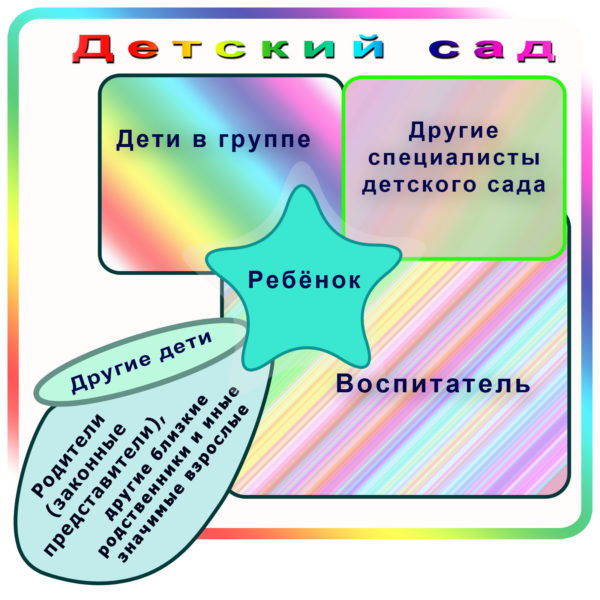 Детский сад
Дети в группе
Другие
специалисты
детского сада
Ребёнок
Воспитатель
Другие дети
Родители
(законные
представители),
другие близкие
родственники и иные
значимые взрослые